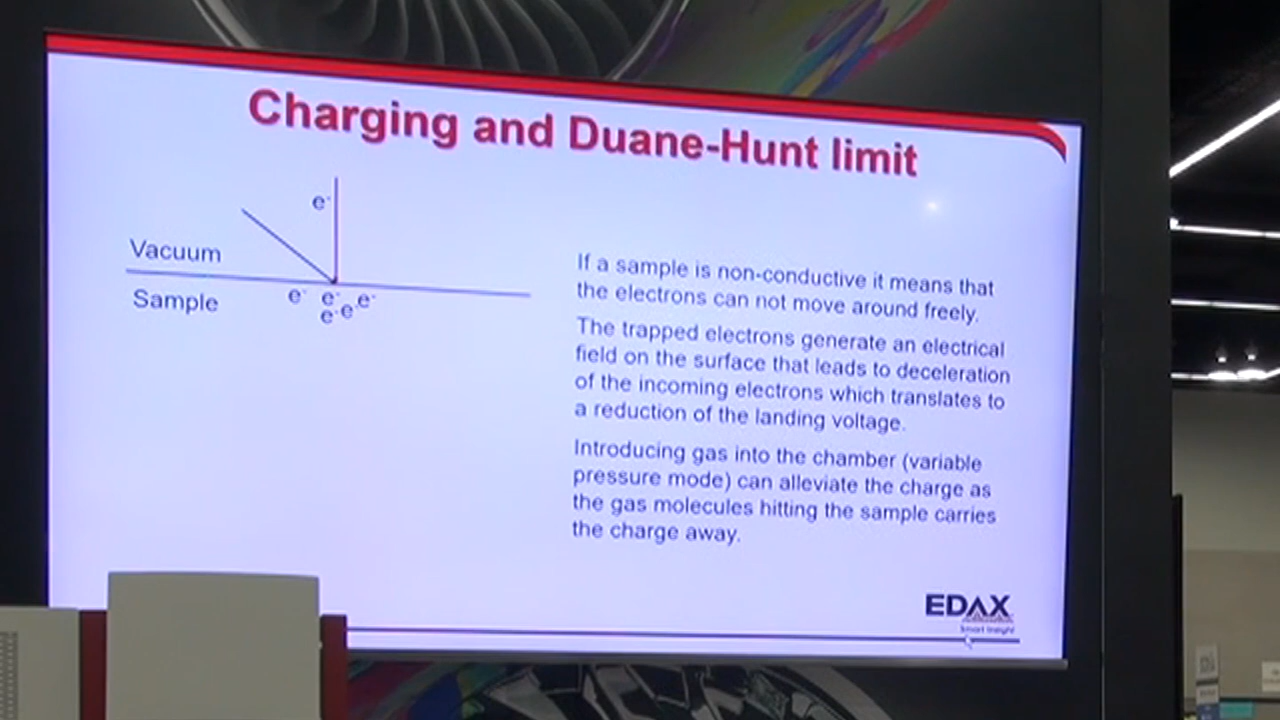 Charging and Duane-Hunt limit
e-
Vacuum
Sample
e- e- e-
e- e-
If a sample is non-conductive it means that
the electrons can not move around freely.
The trapped electrons generate an electrical
field on the surface that leads to deceleration
of the incoming electrons which translates to
a reduction of the landing voltage.
Introducing gas into the chamber (variable
pressure mode) can alleviate the charge as
the gas molecules hitting the sample carries
the charge away.
EDAX
Smart Insight